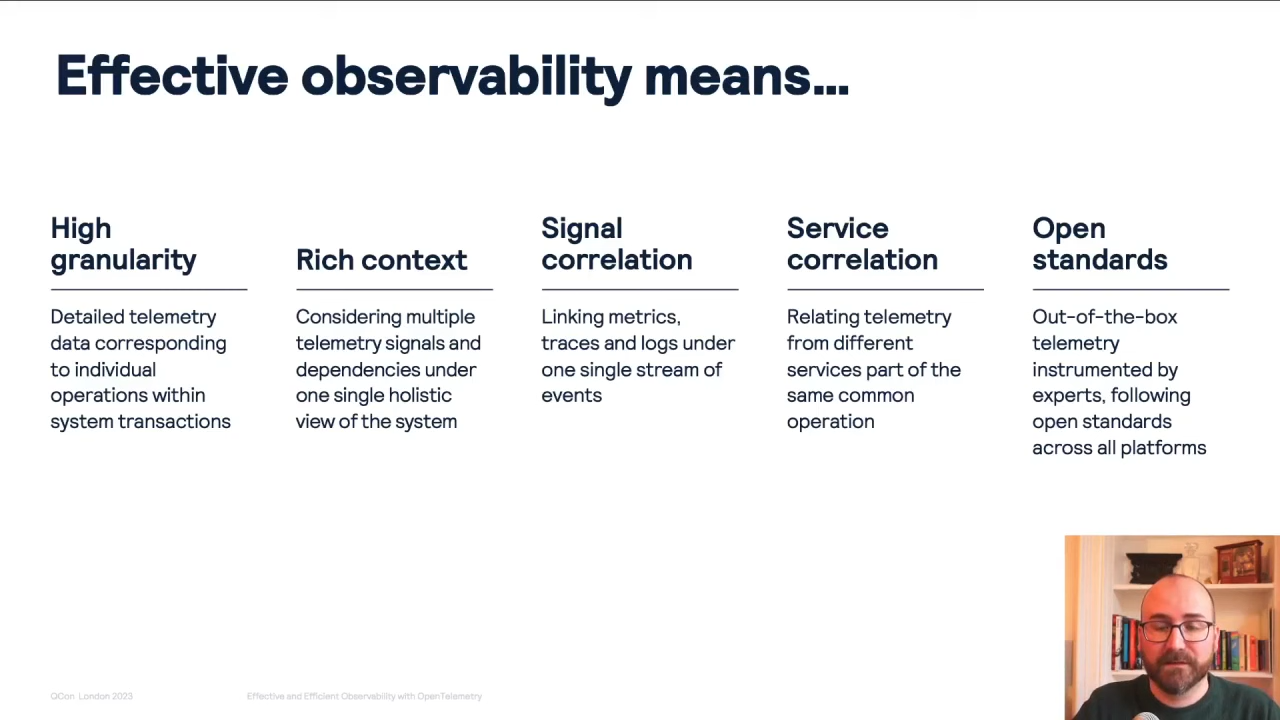 Effective observability means...
High
granularity
Detailed telemetry
data corresponding
to individual
operations within
system transactions
Rich context
Considering multiple
telemetry signals and
dependencies under
one single holistic
view of the system
Signal
correlation
Linking metrics,
traces and logs under
one single stream of
events
Service
correlation
Relating telemetry
from different
services part of the
same common
operation
Open
standards
Out-of-the-box
telemetry
instrumented by
experts, following
open standards
across all platforms
QCon London 2023
Effective and Efficient Observability with OpenTelemetry